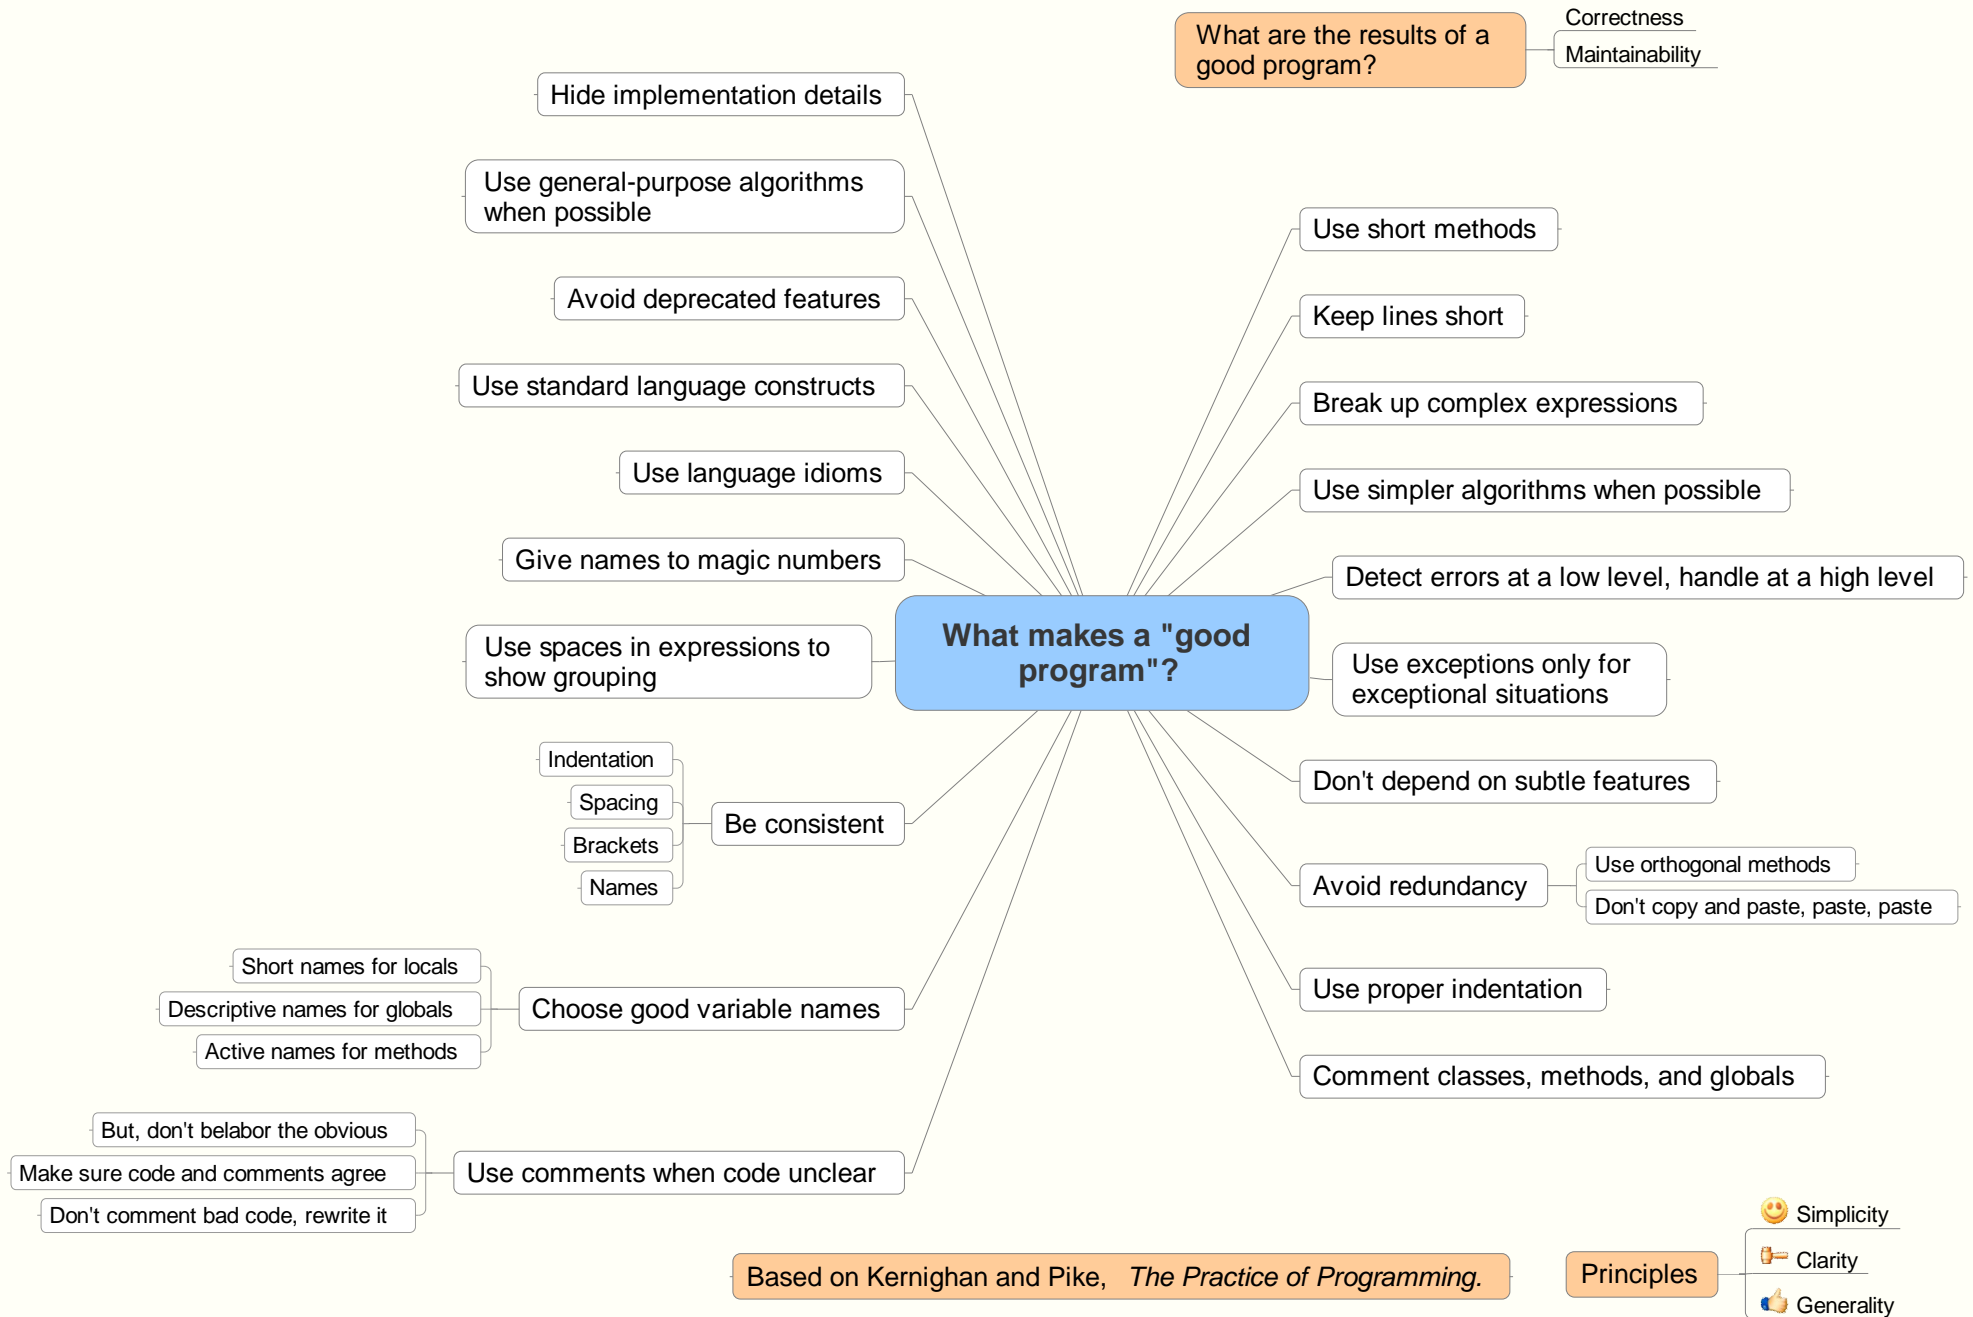 What are the results of a
good program?
Correctness
Maintainability
Hide implementation details
Use general-purpose algorithms
when possible
Avoid deprecated features
Use standard language constructs
Use language idioms
Give names to magic numbers
Use spaces in expressions to
show grouping
Be consistent
Indentation
Spacing
Brackets
Names
Choose good variable names
Short names for locals
Descriptive names for globals
Active names for methods
Use comments when code unclear
But, don't belabor the obvious
Make sure code and comments agree
Don't comment bad code, rewrite it
What makes a "good
program"?
Use short methods
Keep lines short
Break up complex expressions
Use simpler algorithms when possible
Detect errors at a low level, handle at a high level
Use exceptions only for
exceptional situations
Don't depend on subtle features
Avoid redundancy
Use orthogonal methods
Don't copy and paste, paste, paste
Use proper indentation
Comment classes, methods, and globals
Based on Kernighan and Pike, The Practice of Programming.
Principles
Simplicity
Clarity
Generality